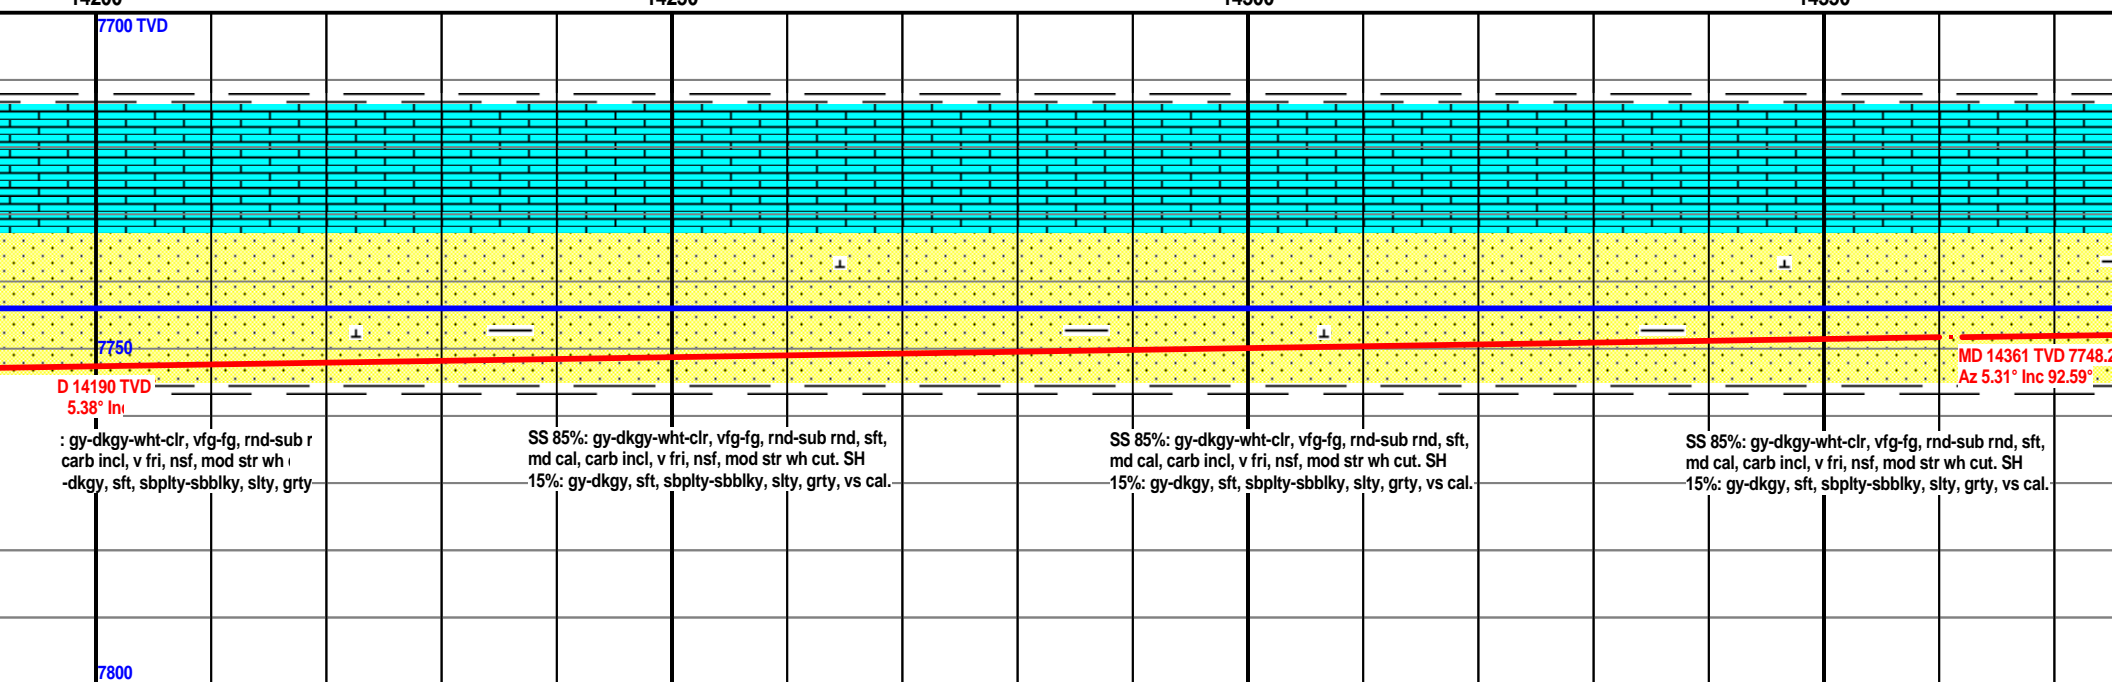 14200 14250 14300 14350
7700 TVD
7750
MD 14361 TVD 7748.2
Az 5.31° Inc 92.59°
D 14190 TVD
5.38° Inc
: gy-dkgy-wht-clr, vfg-fg, rnd-sub r
carb incl, v fri, nsf, mod str wh
-dkgy, sft, sbplty-sbblky, slty, grty
SS 85%: gy-dkgy-wht-clr, vfg-fg, rnd-sub rnd, sft,
md cal, carb incl, v fri, nsf, mod str wh cut. SH
15%: gy-dkgy, sft, sbplty-sbblky, slty, grty, vs cal.
SS 85%: gy-dkgy-wht-clr, vfg-fg, rnd-sub rnd, sft,
md cal, carb incl, v fri, nsf, mod str wh cut. SH
15%: gy-dkgy, sft, sbplty-sbblky, slty, grty, vs cal.
SS 85%: gy-dkgy-wht-clr, vfg-fg, rnd-sub rnd, sft,
md cal, carb incl, v fri, nsf, mod str wh cut. SH
15%: gy-dkgy, sft, sbplty-sbblky, slty, grty, vs cal.
7800